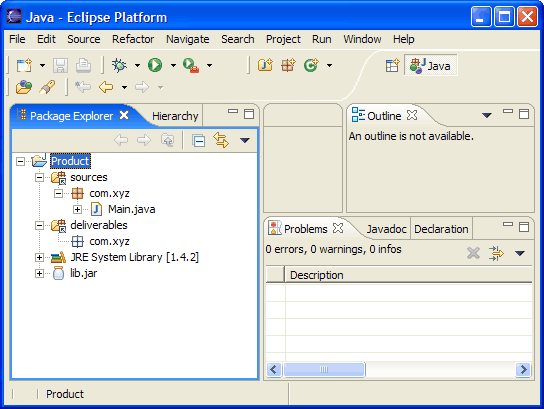 Java - Eclipse Platform
File Edit Source Refactor Navigate Search Project Run Window Help
Java
Package Explorer Hierarchy
Product
sources
com.xyz
Main.java
deliverables
com.xyz
JRE System Library [1.4.2]
lib.jar
Outline
An outline is not available.
Problems Javadoc Declaration
0 errors, 0 warnings, 0 infos
Description
Product